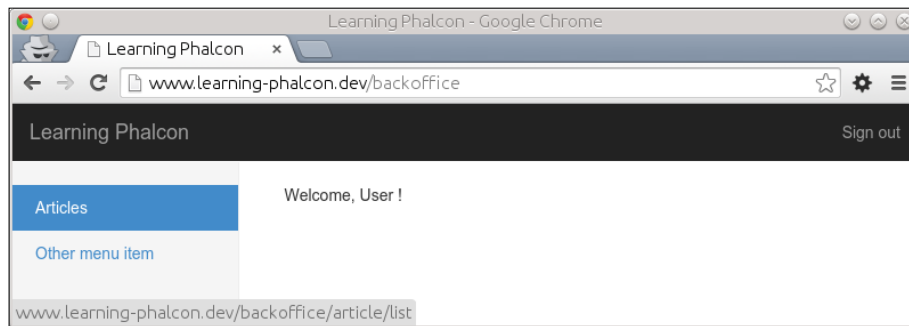 Learning Phalcon - Google Chrome
Learning Phalcon
www.learning-phalcon.dev/backoffice
Learning Phalcon
Sign out
Articles
Welcome, User !
Other menu item
www.learning-phalcon.dev/backoffice/article/list